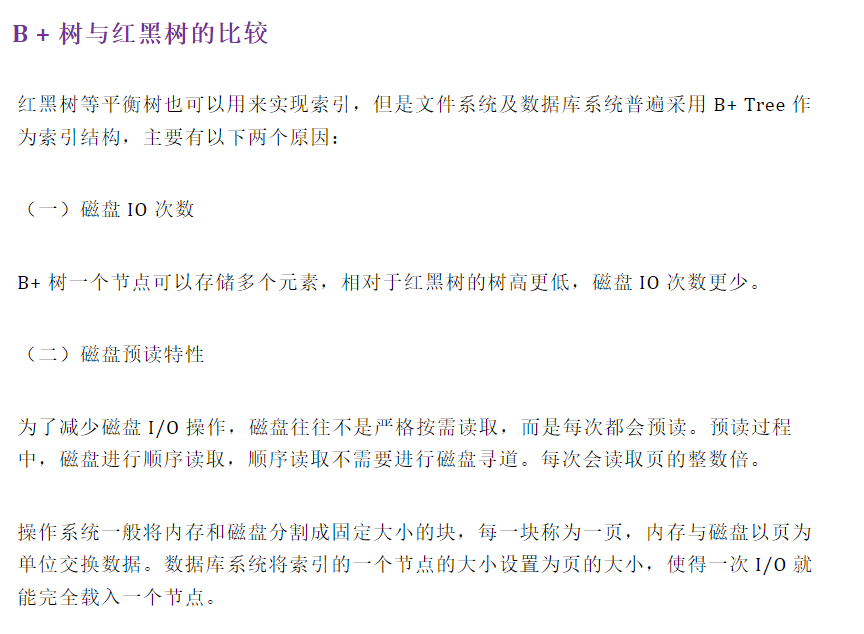 B + 树与红黑树的比较
红黑树等平衡树也可以用来实现索引，但是文件系统及数据库系统普遍采用 B+ Tree 作
为索引结构，主要有以下两个原因：
（一）磁盘 IO 次数
B+ 树一个节点可以存储多个元素，相对于红黑树的树高更低，磁盘 IO 次数更少。
（二）磁盘预读特性
为了减少磁盘 I/O 操作，磁盘往往不是严格按需读取，而是每次都会预读。预读过程
中，磁盘进行顺序读取，顺序读取不需要进行磁盘寻道。每次会读取页的整数倍。
操作系统一般将内存和磁盘分割成固定大小的块，每一块称为一页，内存与磁盘以页为
单位交换数据。数据库系统将索引的一个节点的大小设置为页的大小，使得一次 I/O 就
能完全载入一个节点。